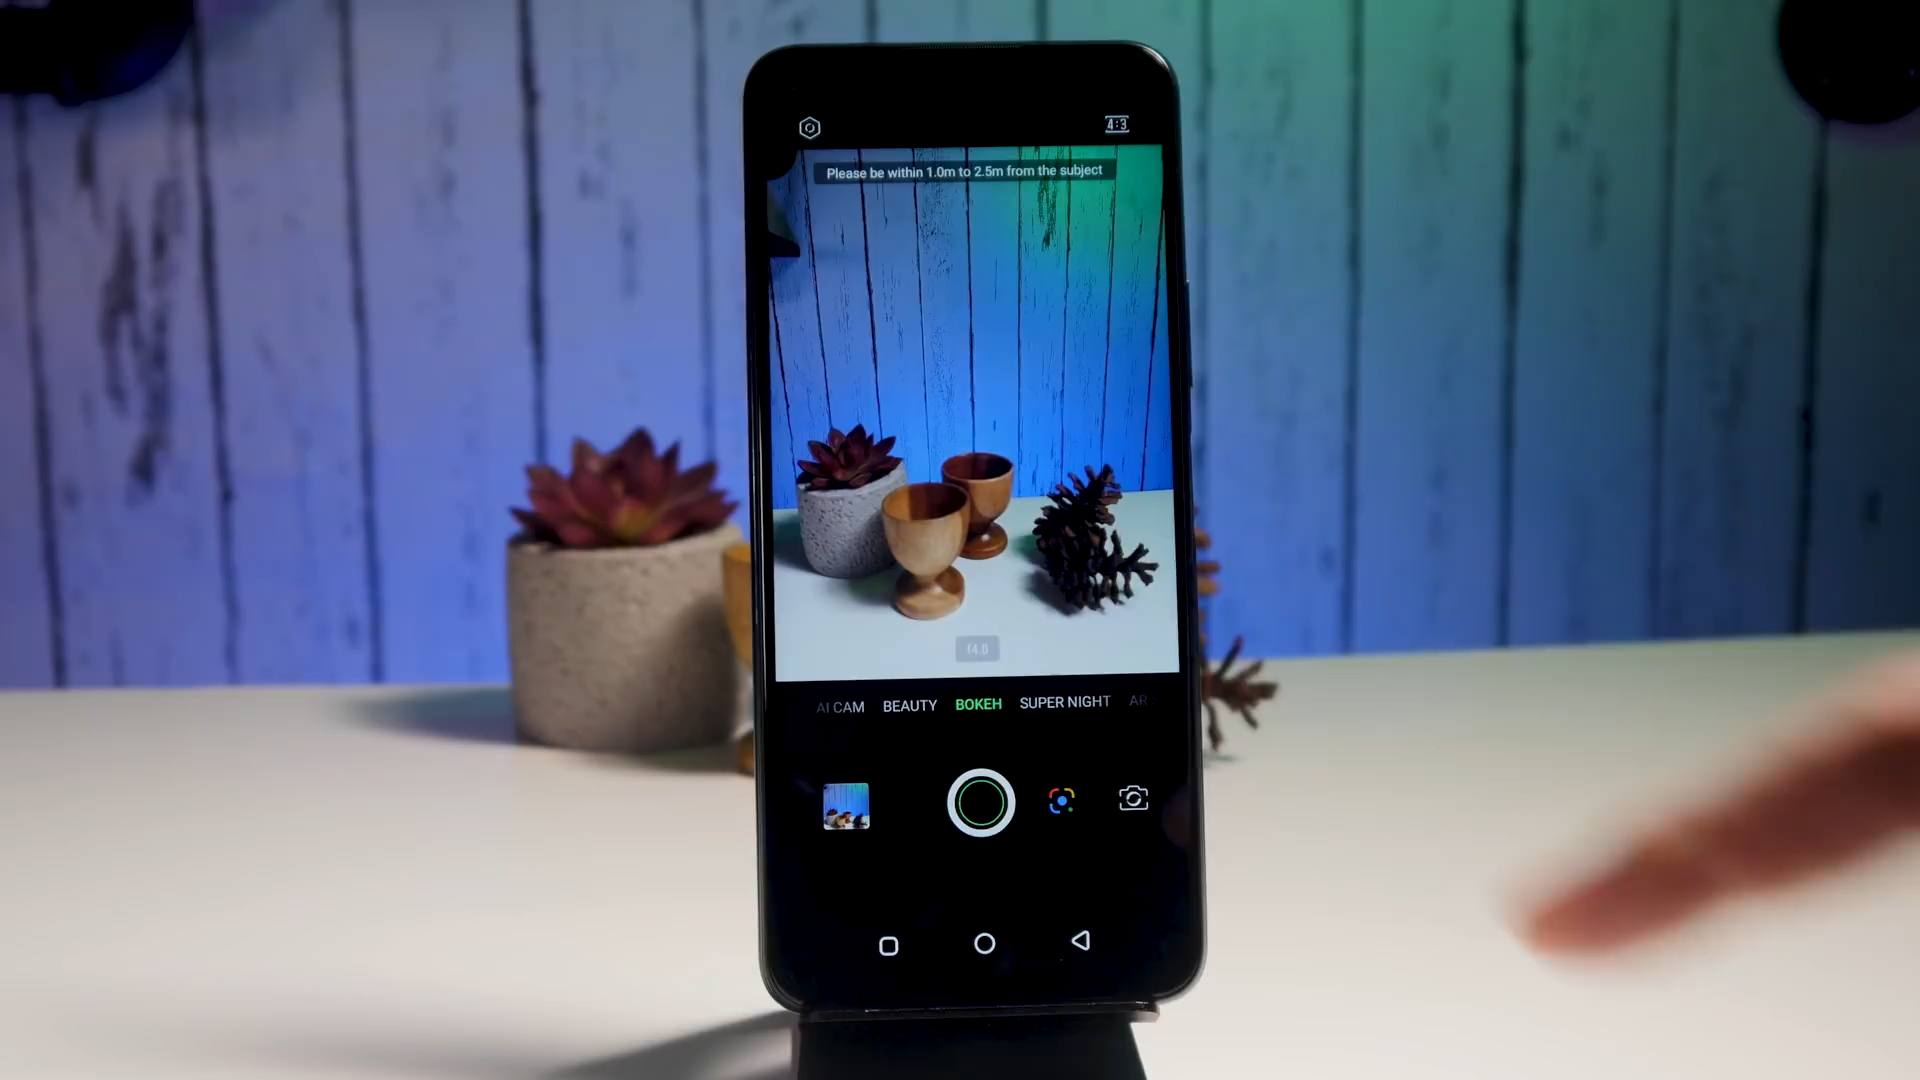 4:3
Please be within 1.0m to 2.5m from the subject
f4.0
AI CAM BEAUTY BOKEH SUPER NIGHT AR